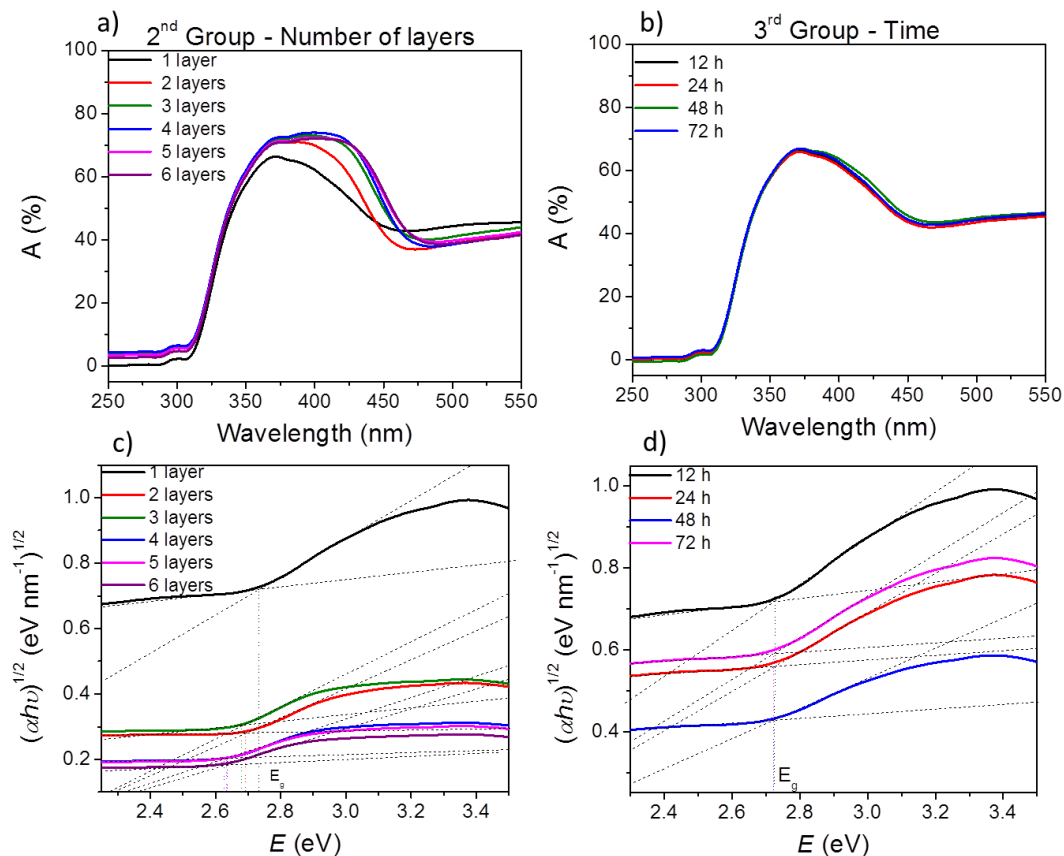 a)
2nd Group - Number of layers
1 layer
2 layers
3 layers
4 layers
5 layers
6 layers
100
80
60
40
20
0
A (%)
250 300 350 400 450 500 550
Wavelength (nm)
b)
3rd Group - Time
12 h
24 h
48 h
72 h
100
80
60
40
20
0
A (%)
250 300 350 400 450 500 550
Wavelength (nm)
c)
1 layer
2 layers
3 layers
4 layers
5 layers
6 layers
1.0
0.8
0.6
0.4
0.2
(αhυ)1/2 (eV nm-1)1/2
Eg
2.4 2.6 2.8 3.0 3.2 3.4
E (eV)
d)
12 h
24 h
48 h
72 h
1.0
0.8
0.6
0.4
(αhυ)1/2 (eV nm-1)1/2
Eg
2.4 2.6 2.8 3.0 3.2 3.4
E (eV)